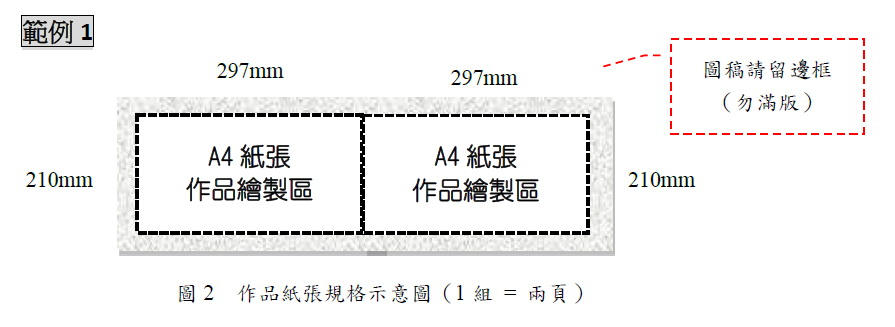 範例1
297mm
297mm
圖稿請留邊框
（勿滿版）
210mm
A4 紙張
作品繪製區
A4 紙張
作品繪製區
210mm
圖 2　作品紙張規格示意圖（1 組 = 兩頁）